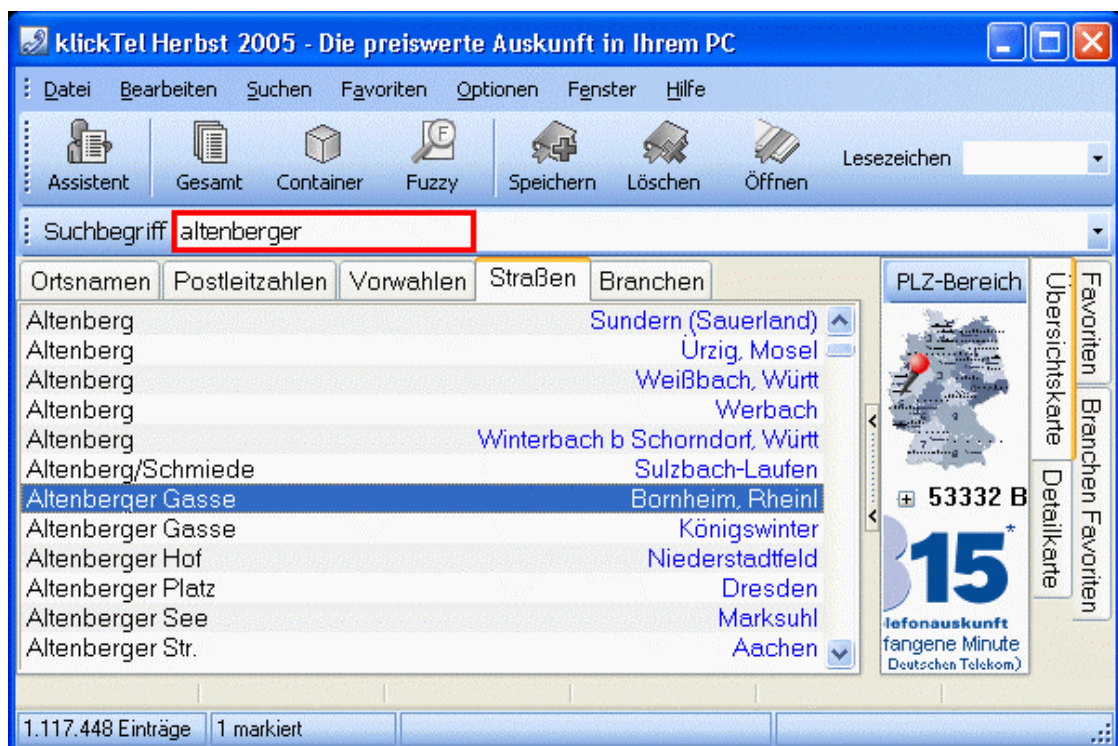 klickTel Herbst 2005 - Die preiswerte Auskunft in Ihrem PC
Datei Bearbeiten Suchen Favoriten Optionen Fenster Hilfe
Assistent Gesamt Container Fuzzy Speichern Löschen Öffnen Lesezeichen
Suchbegriff altenberger
Ortsnamen Postleitzahlen Vorwahlen Straßen Branchen
Altenberg Sundern (Sauerland)
Altenberg Ürzig, Mosel
Altenberg Weißbach, Württ
Altenberg Werbach
Altenberg Winterbach b Schorndorf, Württ
Altenberg/Schmiede Sulzbach-Laufen
Altenberger Gasse Bornheim, Rheinl
Altenberger Gasse Königswinter
Altenberger Hof Niederstadtfeld
Altenberger Platz Dresden
Altenberger See Marksuhl
Altenberger Str. Aachen
PLZ-Bereich
53332 B
15*
lefonauskunft
fangene Minute
Deutschen Telekom)
Übersichtskarte
Detailkarte
Favoriten
Branchen Favoriten
1.117.448 Einträge 1 markiert